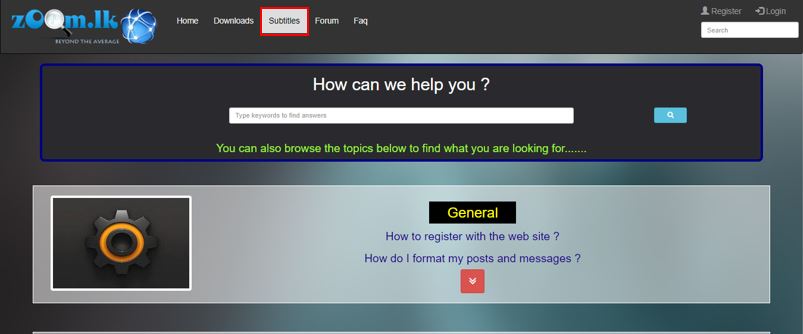 zOOm.lk
BEYOND THE AVERAGE
Home Downloads Subtitles Forum Faq
Register Login
Search
How can we help you ?
Type keywords to find answers
You can also browse the topics below to find what you are looking for.......
General
How to register with the web site ?
How do I format my posts and messages ?